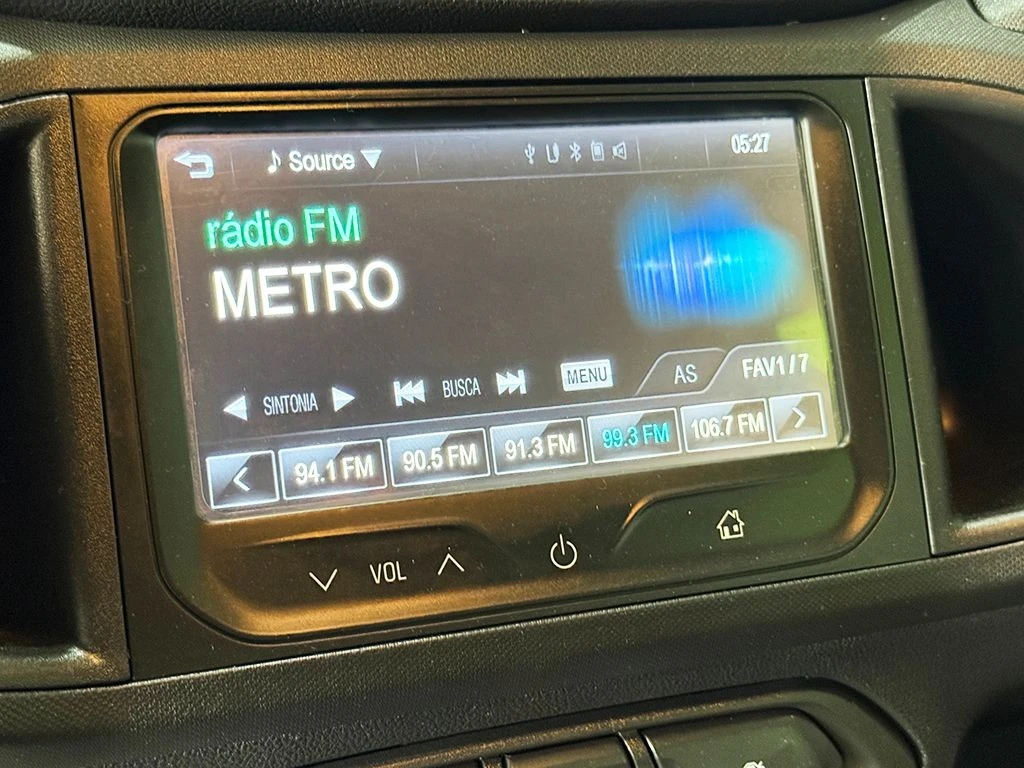 Source
05:27
rádio FM
METRO
SINTONIA BUSCA MENU AS FAV1/7
94.1 FM 90.5 FM 91.3 FM 99.3 FM 106.7 FM
VOL